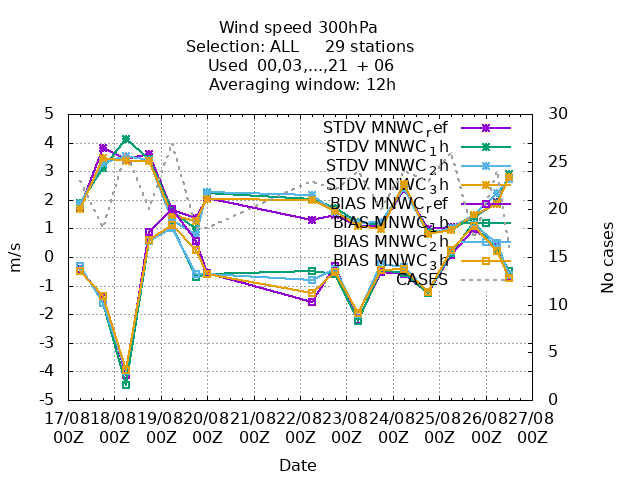 Wind speed 300hPa
Selection: ALL 29 stations
Used 00,03,...,21 + 06
Averaging window: 12h
5
4
3
2
1
0
-1
-2
-3
-4
-5
m/s
30
25
20
15
10
5
0
No cases
STDV MNWC_ref
STDV MNWC_1h
STDV MNWC_2h
STDV MNWC_3h
BIAS MNWC_ref
BIAS MNWC_1h
BIAS MNWC_2h
BIAS MNWC_3h
CASES
17/08 18/08 19/08 20/08 21/08 22/08 23/08 24/08 25/08 26/08 27/08
00Z 00Z 00Z 00Z 00Z 00Z 00Z 00Z 00Z 00Z 00Z
Date